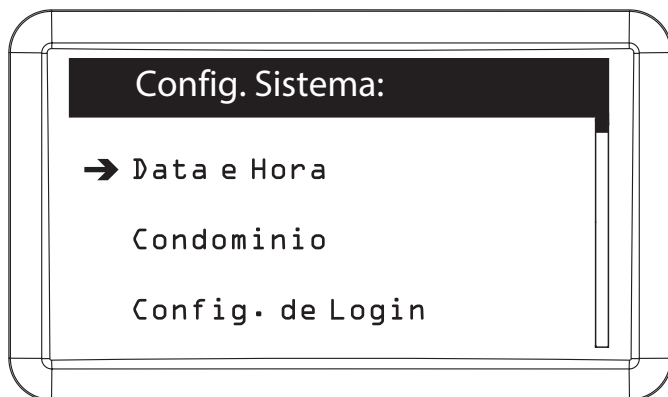 Config. Sistema:
Data e Hora
Condominio
Config. de Login